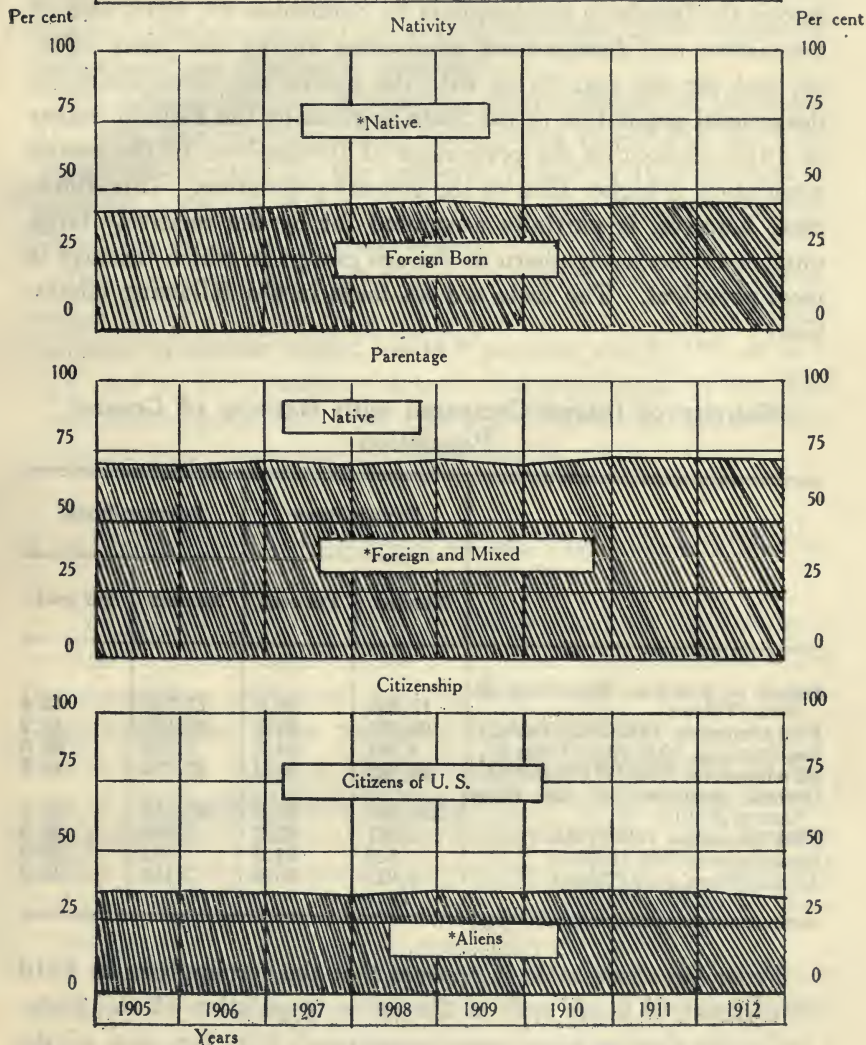 Per cent Per cent
Nativity
100 100
75 75
*Native.
50 50
25 25
Foreign Born
0 0
Parentage
100 100
Native
75 75
50 50
*Foreign and Mixed
25 25
0 0
Citizenship
100 100
75 75
Citizens of U. S.
50 50
25 25
*Aliens
0 0
1905 1906 1907 1908 1909 1910 1911 1912
Years